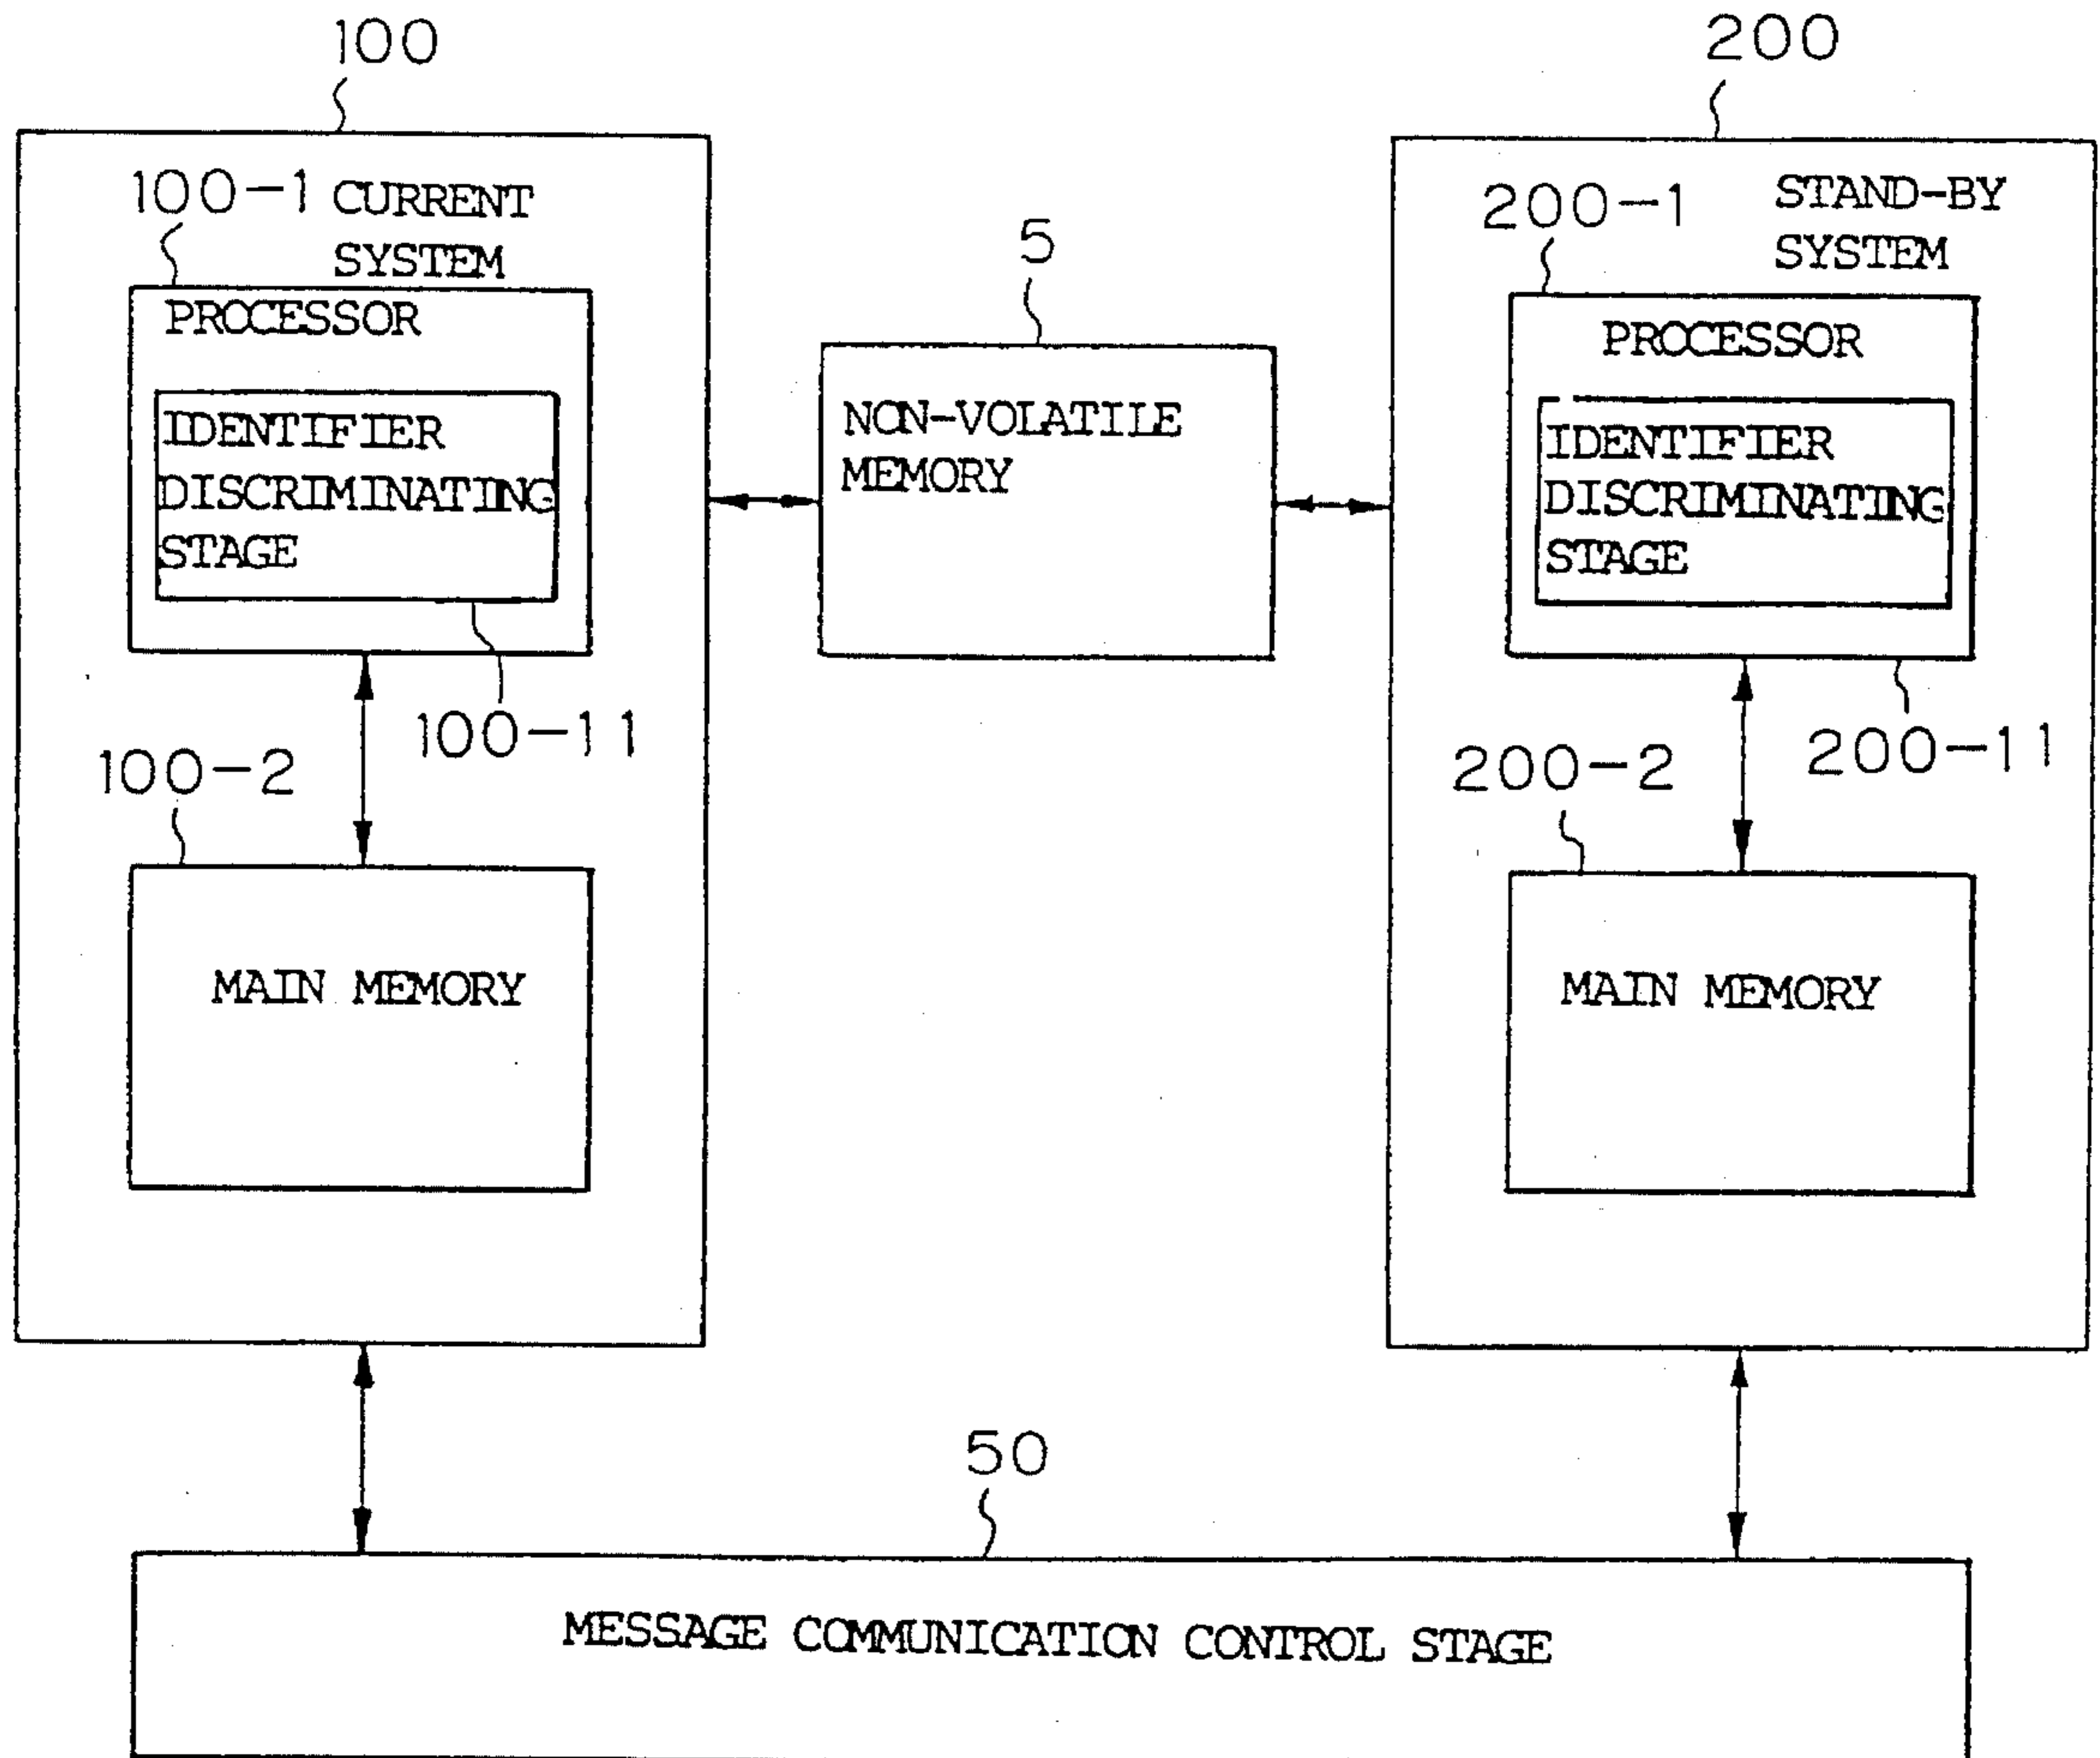 100
200
100-1 CURRENT
SYSTEM
PROCESSOR
IDENTIFIER
DISCRIMINATING
STAGE
100-11
100-2
MAIN MEMORY
5
NON-VOLATILE
MEMORY
200-1
STAND-BY
SYSTEM
PROCESSOR
IDENTIFIER
DISCRIMINATING
STAGE
200-11
200-2
MAIN MEMORY
50
MESSAGE COMMUNICATION CONTROL STAGE